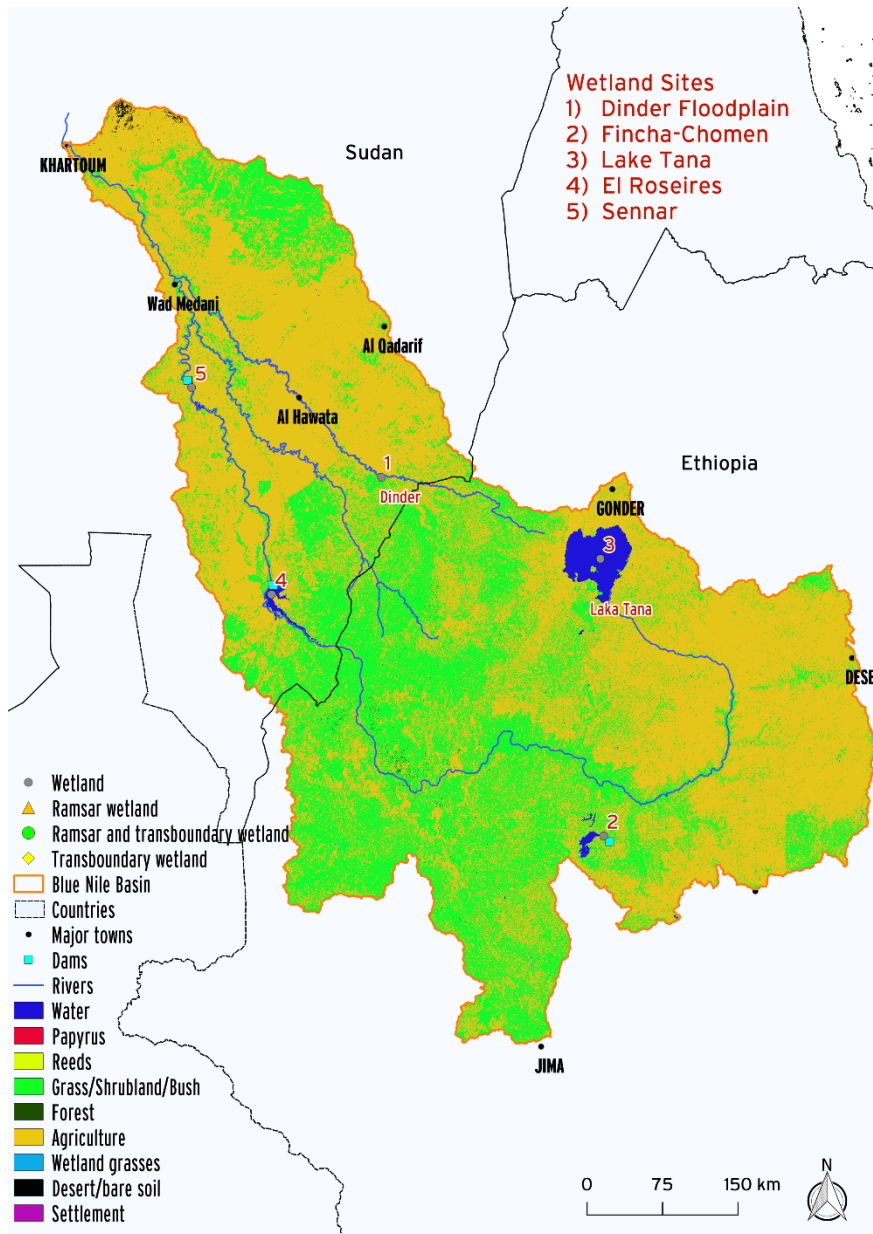 Wetland Sites
1) Dinder Floodplain
2) Fincha-Chomen
3) Lake Tana
4) El Roseires
5) Sennar
Sudan
KHARTOUM
Wad Medani
Al Qadarif
5
Al Hawata
1
Dinder
Ethiopia
GONDER
3
4
Laka Tana
DESE
2
JIMA
Wetland
Ramsar wetland
Ramsar and transboundary wetland
Transboundary wetland
Blue Nile Basin
Countries
Major towns
Dams
Rivers
Water
Papyrus
Reeds
Grass/Shrubland/Bush
Forest
Agriculture
Wetland grasses
Desert/bare soil
Settlement
0 75 150 km
N